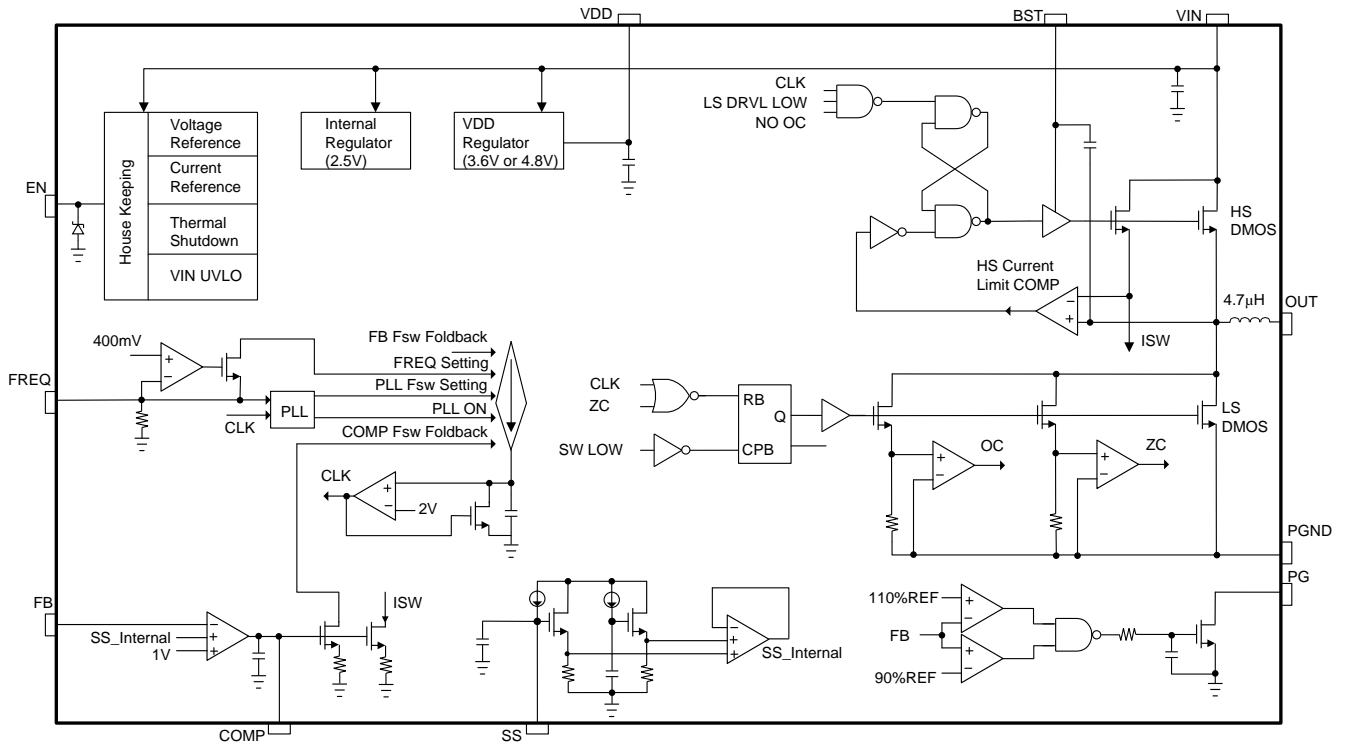 VDD
BST
VIN
CLK
LS DRVL LOW
NO OC
House Keeping
Voltage
Reference
Current
Reference
Thermal
Shutdown
VIN UVLO
Internal
Regulator
(2.5V)
VDD
Regulator
(3.6V or 4.8V)
EN
HS
DMOS
HS Current
Limit COMP
4.7μH
OUT
ISW
400mV
FREQ
PLL
CLK
FB Fsw Foldback
FREQ Setting
PLL Fsw Setting
PLL ON
COMP Fsw Foldback
CLK
2V
CLK
ZC
SW LOW
RB
Q
CPB
LS
DMOS
OC
ZC
PGND
PG
FB
SS_Internal
1V
ISW
SS_Internal
110%REF
FB
90%REF
COMP
SS